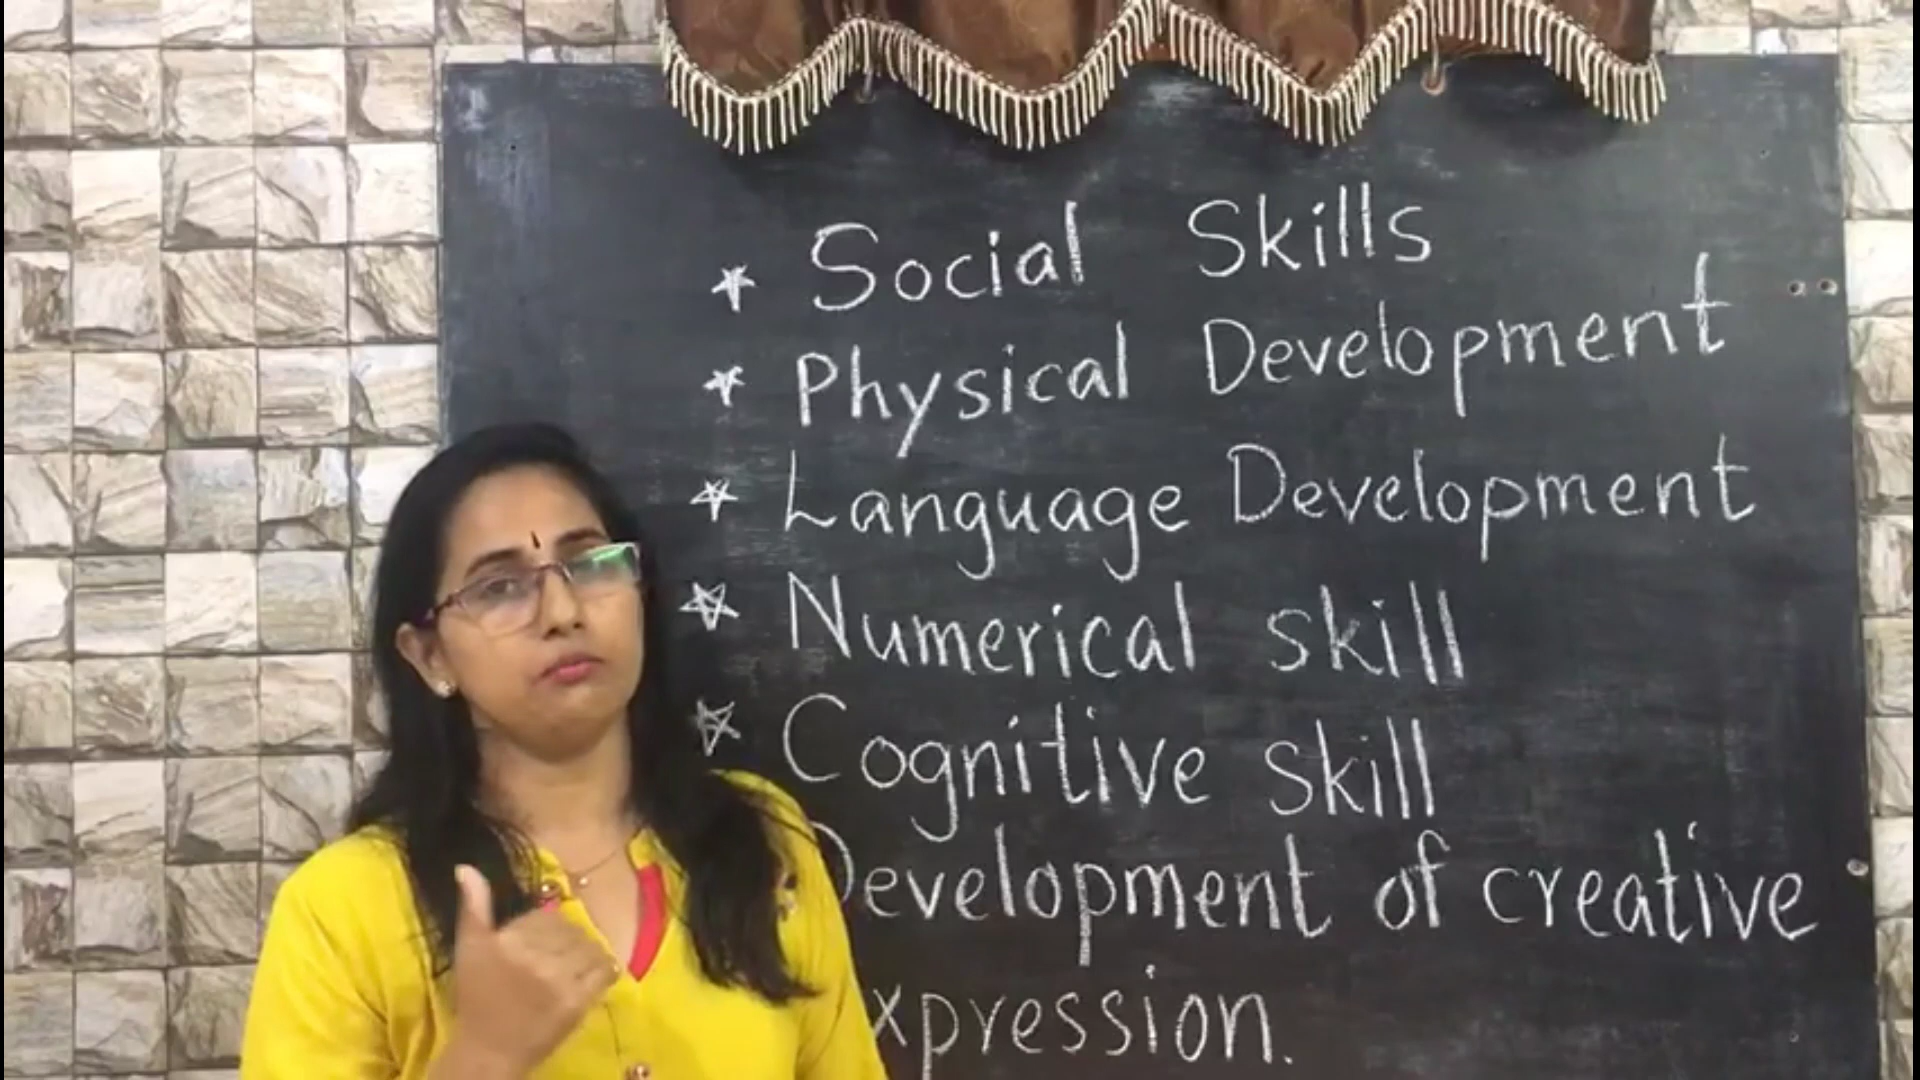 * Social Skills
* Physical Development
* Language Development
* Numerical skill
* Cognitive skill
Development of creative
xpression.